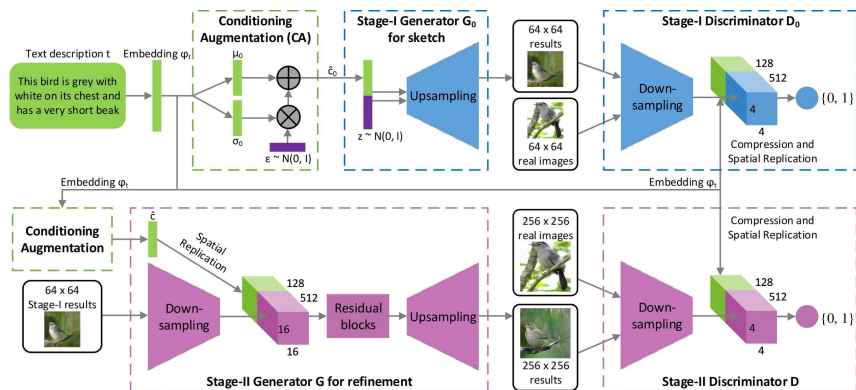 Text description t
This bird is grey with
white on its chest and
has a very short beak
Embedding φt
Conditioning
Augmentation (CA)
μ0
σ0
ε ~ N(0, I)
ĉ0
Stage-I Generator G0
for sketch
Upsampling
z ~ N(0, I)
64 x 64
results
64 x 64
real images
Stage-I Discriminator D0
Down-
sampling
128
512
4
4
{0, 1}
Compression and
Spatial Replication
Embedding φt
Embedding φt
Compression and
Spatial Replication
Conditioning
Augmentation
ĉ
Spatial
Replication
64 x 64
Stage-I results
Down-
sampling
128
512
16
16
Residual
blocks
Upsampling
Stage-II Generator G for refinement
256 x 256
real images
256 x 256
results
Down-
sampling
128
512
4
4
{0, 1}
Stage-II Discriminator D